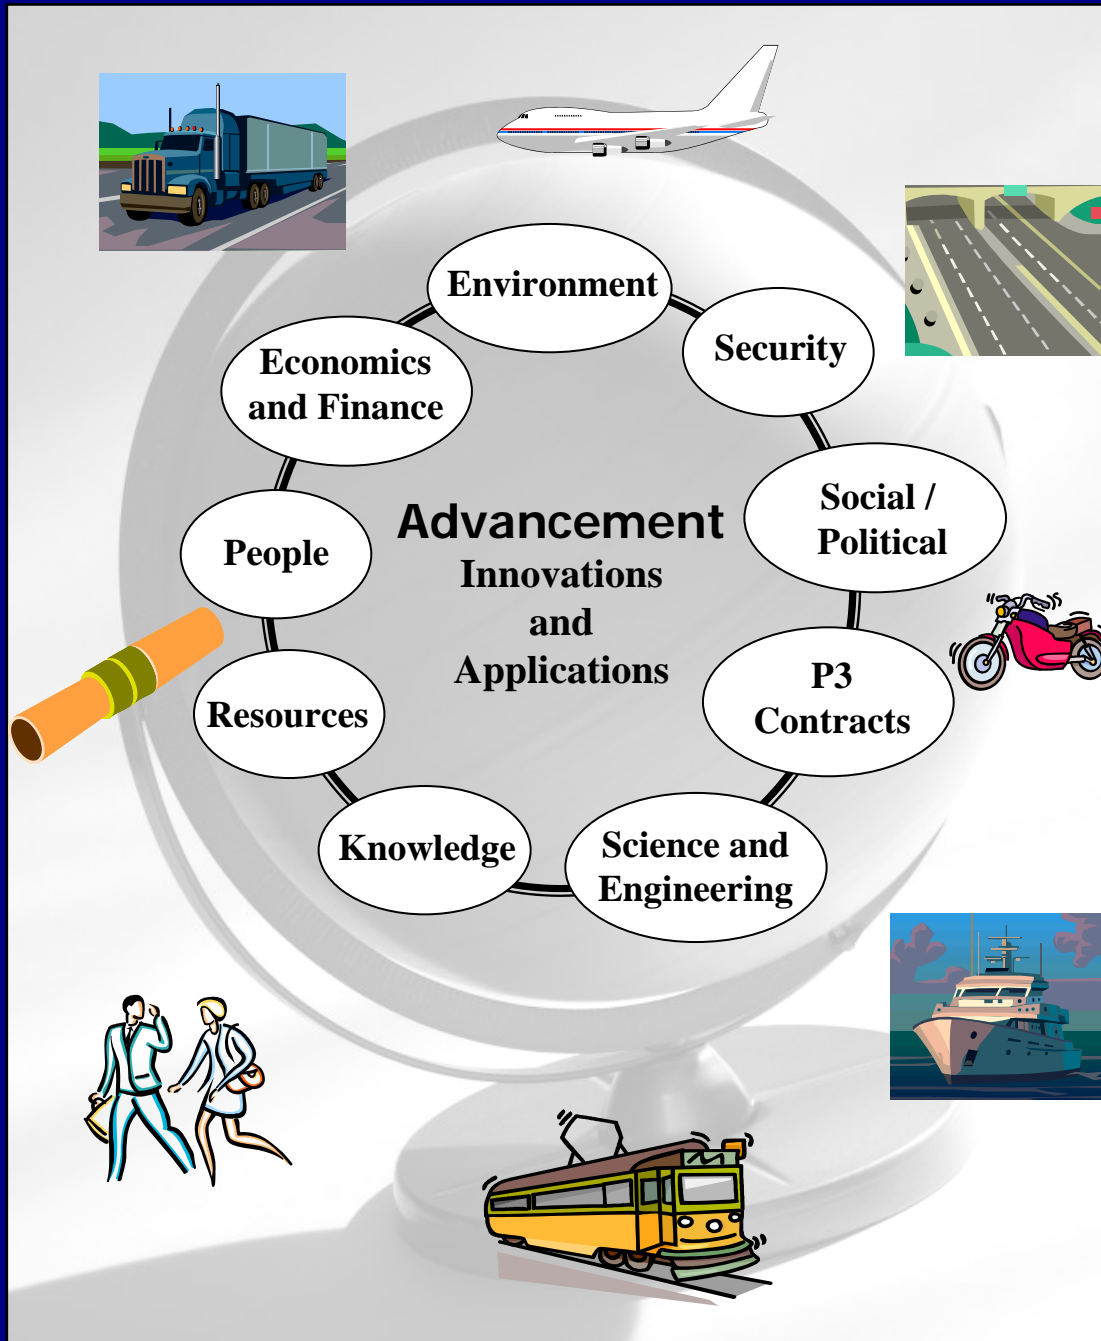 Environment
Security
Economics
and Finance
Social /
Political
People
Advancement
Innovations
and
Applications
P3
Contracts
Resources
Knowledge
Science and
Engineering